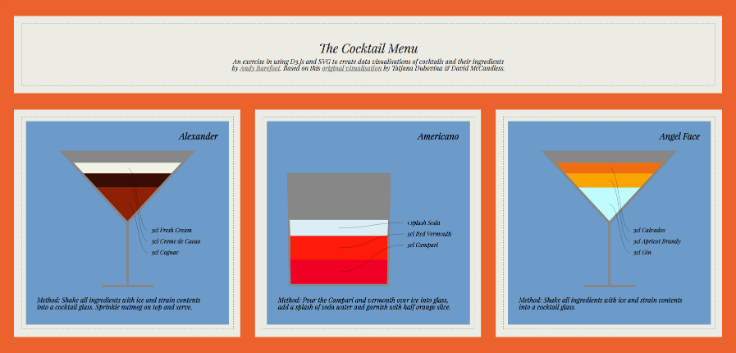 The Cocktail Menu
An exercise in using D3.js and SVG to create data visualisations of cocktails and their ingredients
by Andy Barefoot. Based on this original visualisation by Tatjana Dubovina & David McCandless.
Alexander
3cl Fresh Cream
3cl Creme de Cacao
3cl Cognac
Method: Shake all ingredients with ice and strain contents
into a cocktail glass. Sprinkle nutmeg on top and serve.
Americano
1 splash Soda
3cl Red Vermouth
3cl Campari
Method: Pour the Campari and vermouth over ice into glass,
add a splash of soda water and garnish with half orange slice.
Angel Face
3cl Calvados
3cl Apricot Brandy
3cl Gin
Method: Shake all ingredients with ice and strain contents
into a cocktail glass.